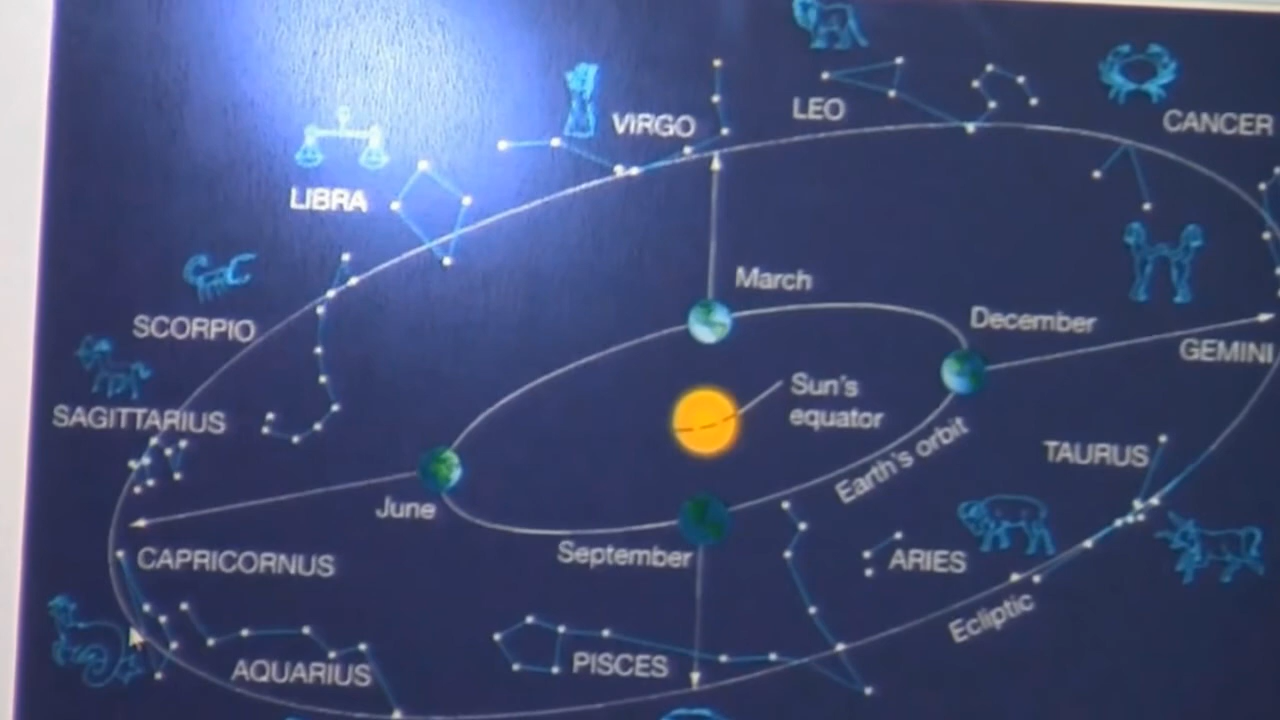 LEO
CANCER
VIRGO
LIBRA
March
December
SCORPIO
GEMINI
Sun's
equator
SAGITTARIUS
Earth's orbit
TAURUS
June
September
ARIES
CAPRICORNUS
Ecliptic
PISCES
AQUARIUS